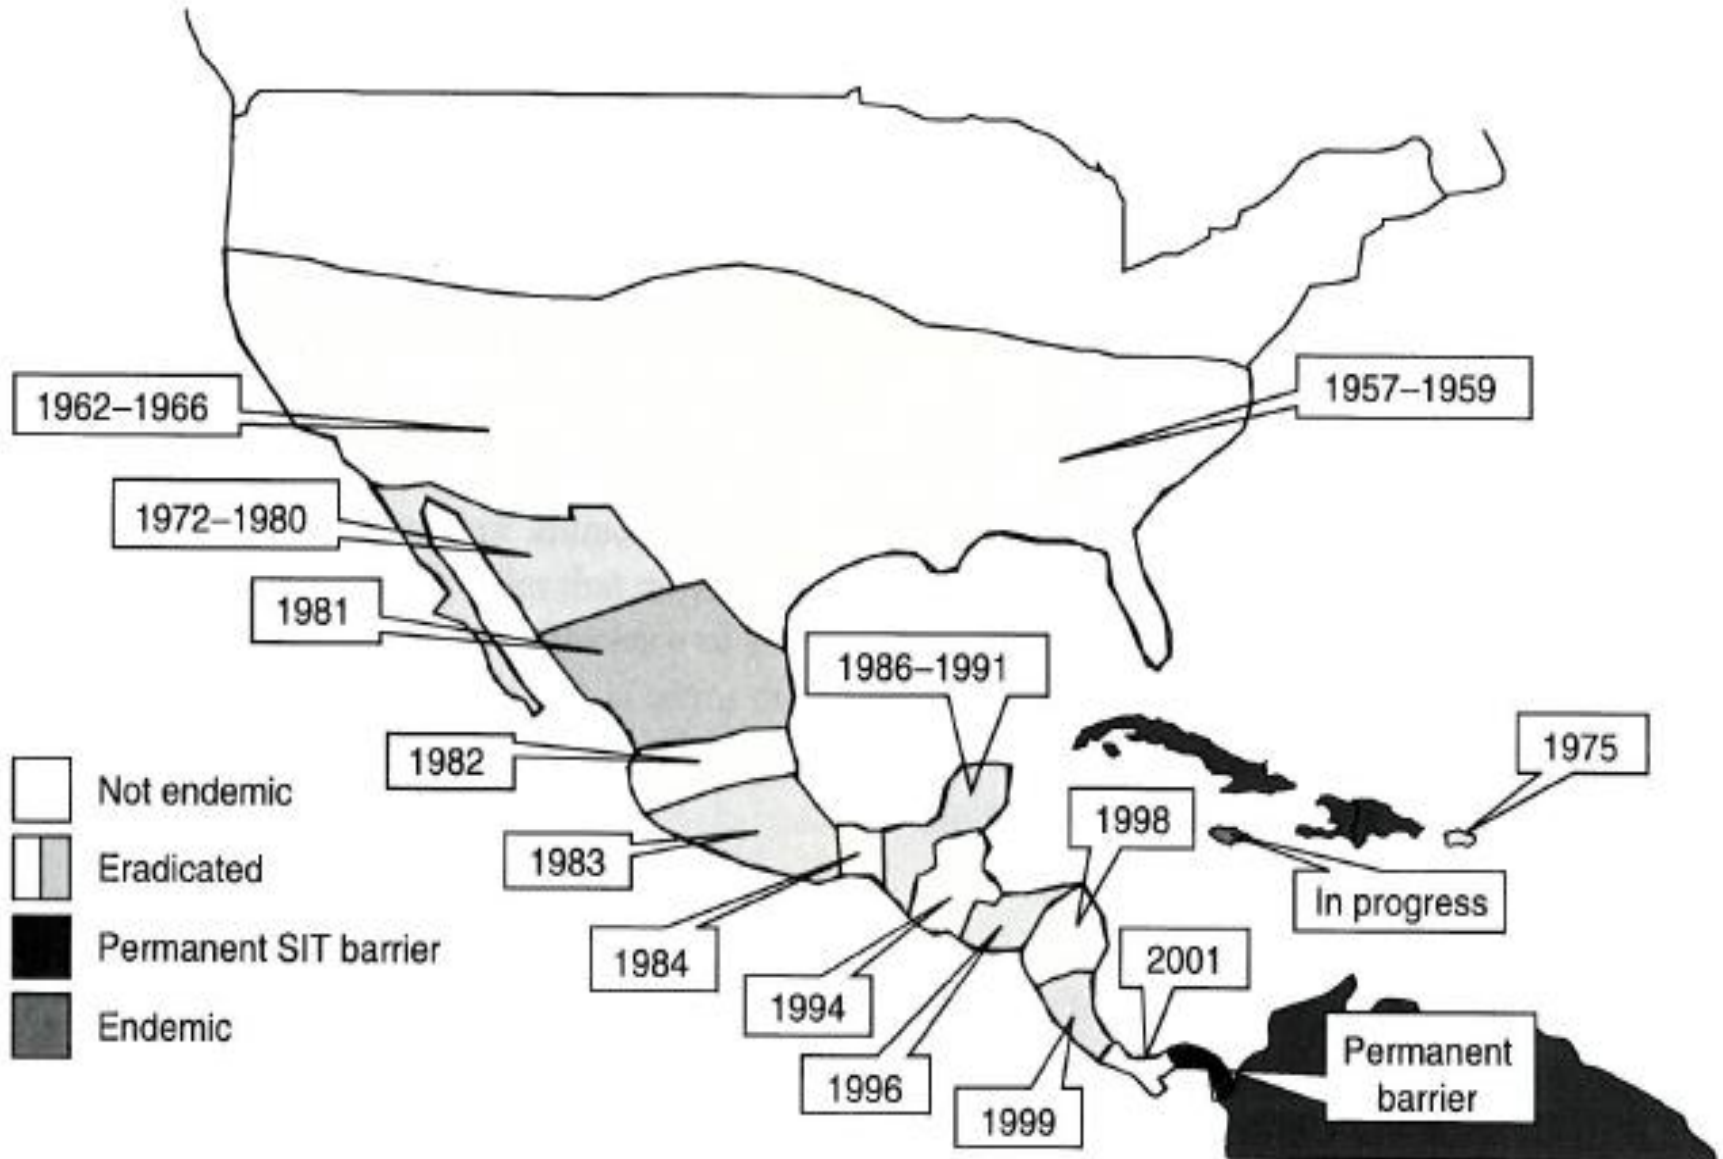 1962–1966
1957–1959
1972–1980
1981
1986–1991
1982
1975
1998
1983
In progress
1984
2001
1994
1996
1999
Permanent
barrier
Not endemic
Eradicated
Permanent SIT barrier
Endemic